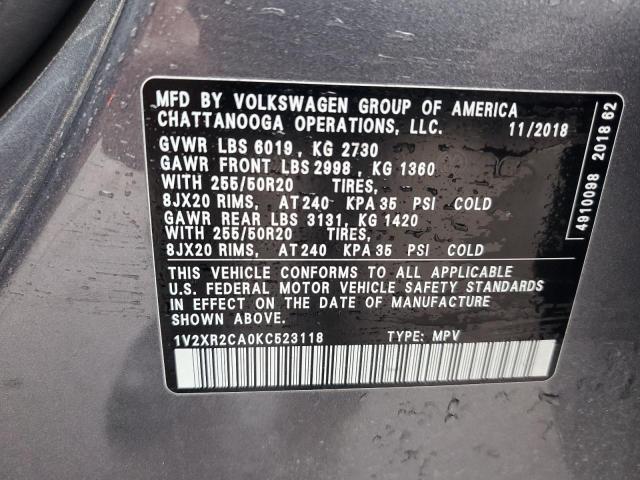 MFD BY VOLKSWAGEN GROUP OF AMERICA
CHATTANOOGA OPERATIONS, LLC. 11/2018
GVWR LBS 6019, KG 2730
GAWR FRONT LBS 2998, KG 1360
WITH 255/50R20 TIRES,
8JX20 RIMS, AT 240 KPA 35 PSI COLD
GAWR REAR LBS 3131, KG 1420
WITH 255/50R20 TIRES,
8JX20 RIMS, AT 240 KPA 35 PSI COLD
THIS VEHICLE CONFORMS TO ALL APPLICABLE
U.S. FEDERAL MOTOR VEHICLE SAFETY STANDARDS
IN EFFECT ON THE DATE OF MANUFACTURE
SHOWN ABOVE.
1V2XR2CA0KC523118 TYPE: MPV
4910098 2018 62